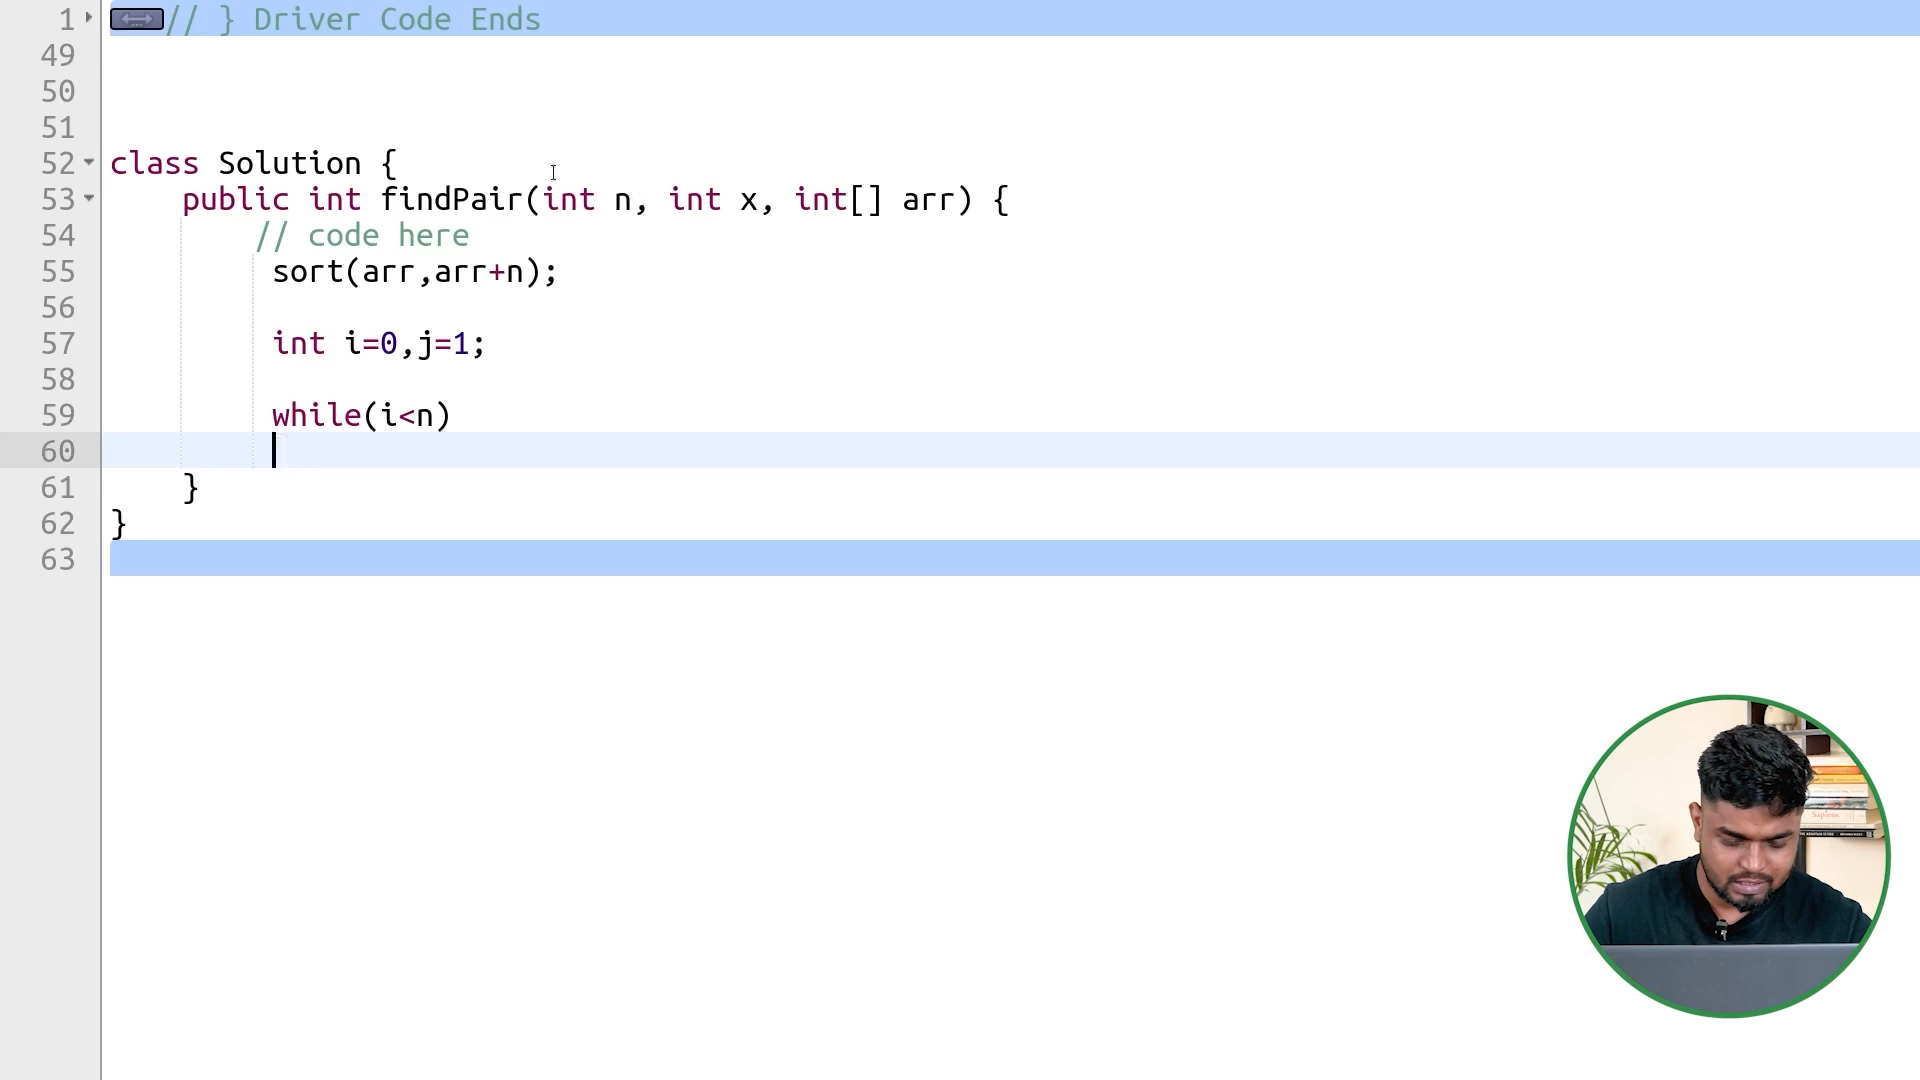 1 // } Driver Code Ends
49
50
51
52 class Solution {
53 public int findPair(int n, int x, int[] arr) {
54 // code here
55 sort(arr,arr+n);
56
57 int i=0,j=1;
58
59 while(i<n)
60
61 }
62 }
63
Sapiens